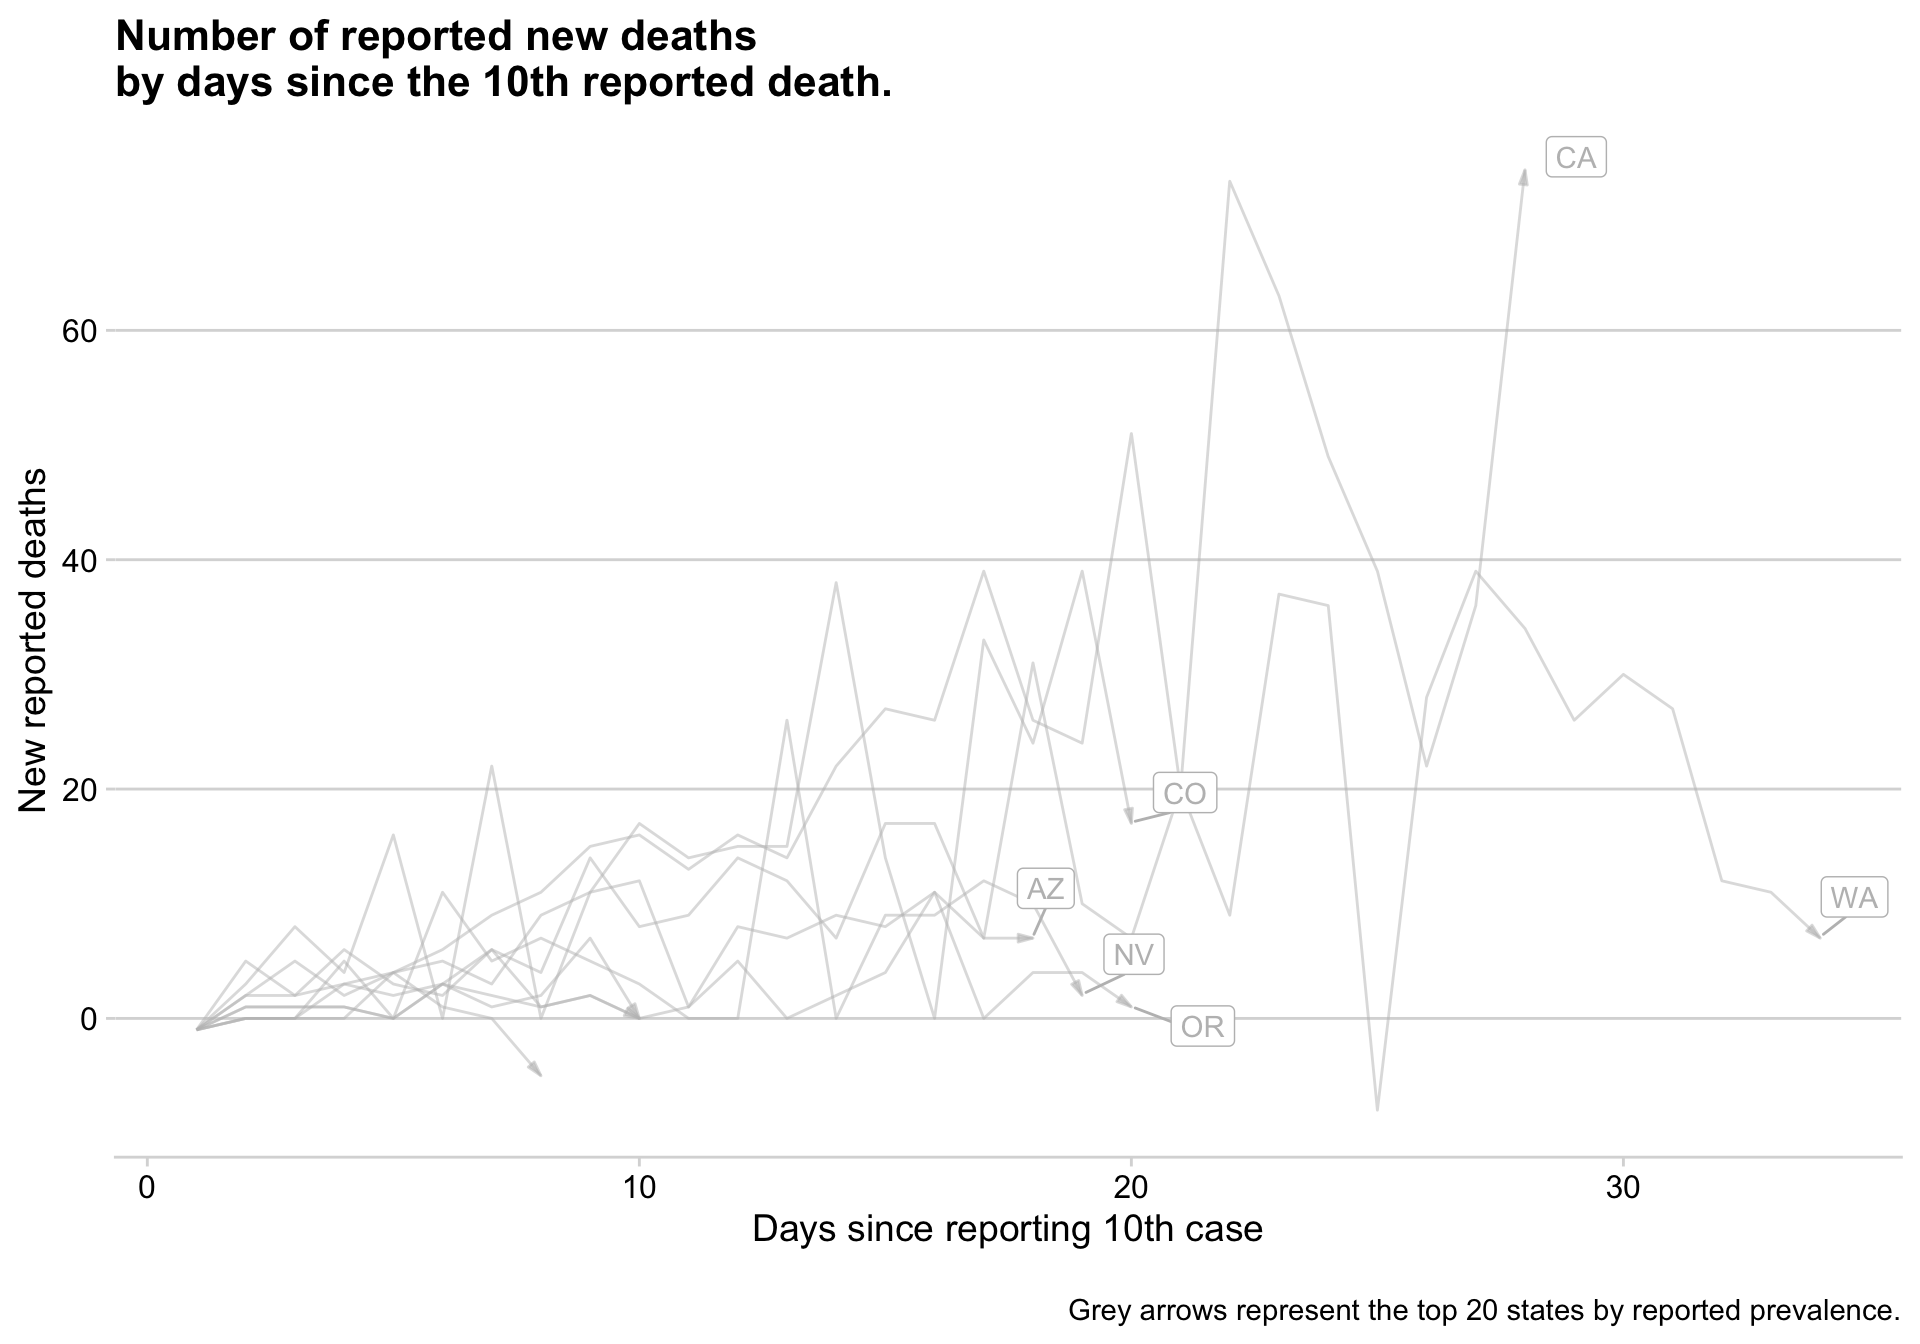 Number of reported new deaths
by days since the 10th reported death.
CA
60
40
20
0
New reported deaths
CO
AZ
WA
NV
OR
0 10 20 30
Days since reporting 10th case
Grey arrows represent the top 20 states by reported prevalence.